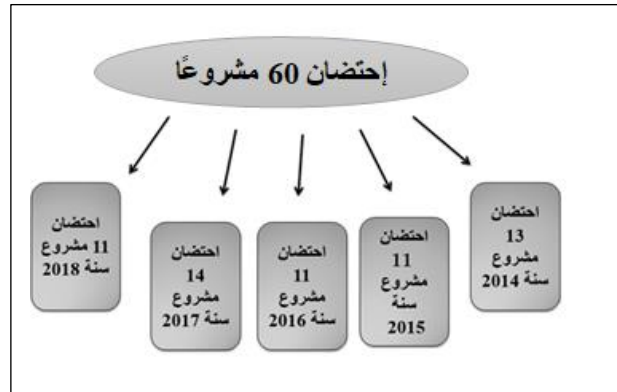 إحتضان 60 مشروعًا
احتضان
13
مشروع
سنة 2014
احتضان
11
مشروع
سنة
2015
احتضان
11
مشروع
سنة 2016
احتضان
14
مشروع
سنة 2017
احتضان
11 مشروع
سنة 2018